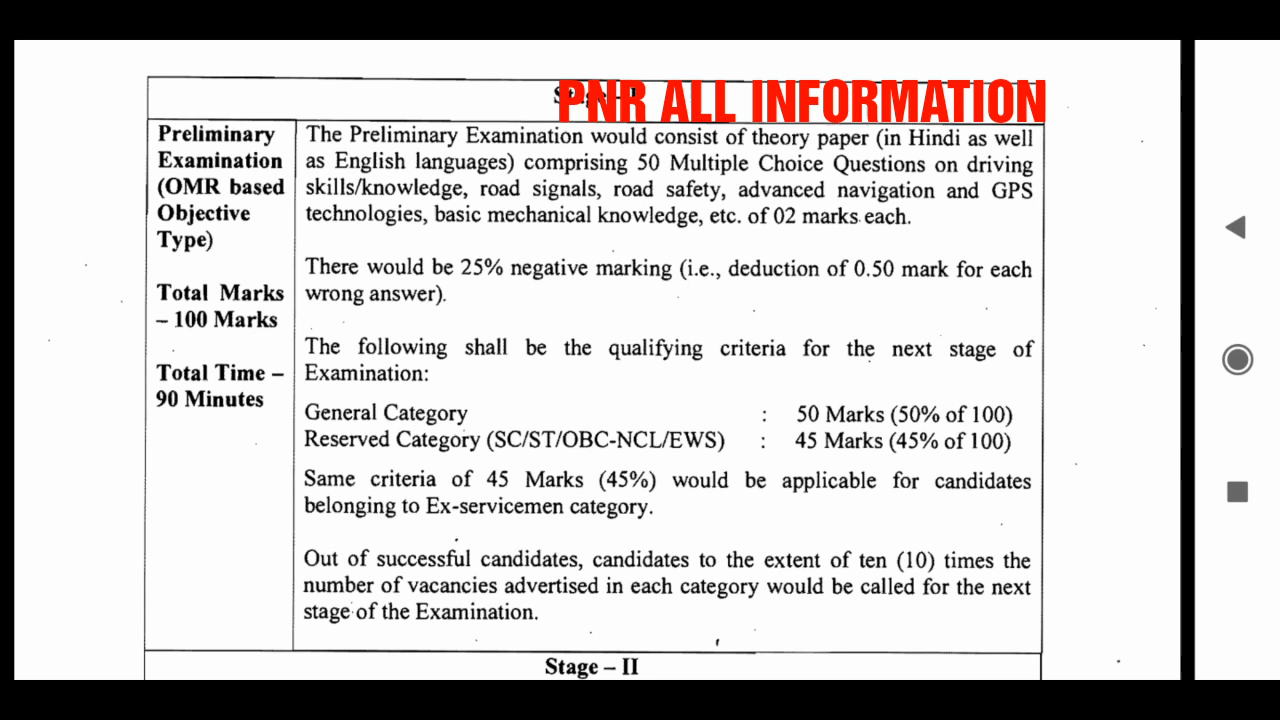 PNR ALL INFORMATION
Preliminary
Examination
(OMR based
Objective
Type)
Total Marks
– 100 Marks
Total Time –
90 Minutes
The Preliminary Examination would consist of theory paper (in Hindi as well
as English languages) comprising 50 Multiple Choice Questions on driving
skills/knowledge, road signals, road safety, advanced navigation and GPS
technologies, basic mechanical knowledge, etc. of 02 marks each.
There would be 25% negative marking (i.e., deduction of 0.50 mark for each
wrong answer).
The following shall be the qualifying criteria for the next stage of
Examination:
General Category : 50 Marks (50% of 100)
Reserved Category (SC/ST/OBC-NCL/EWS) : 45 Marks (45% of 100)
Same criteria of 45 Marks (45%) would be applicable for candidates
belonging to Ex-servicemen category.
Out of successful candidates, candidates to the extent of ten (10) times the
number of vacancies advertised in each category would be called for the next
stage of the Examination.
Stage – II